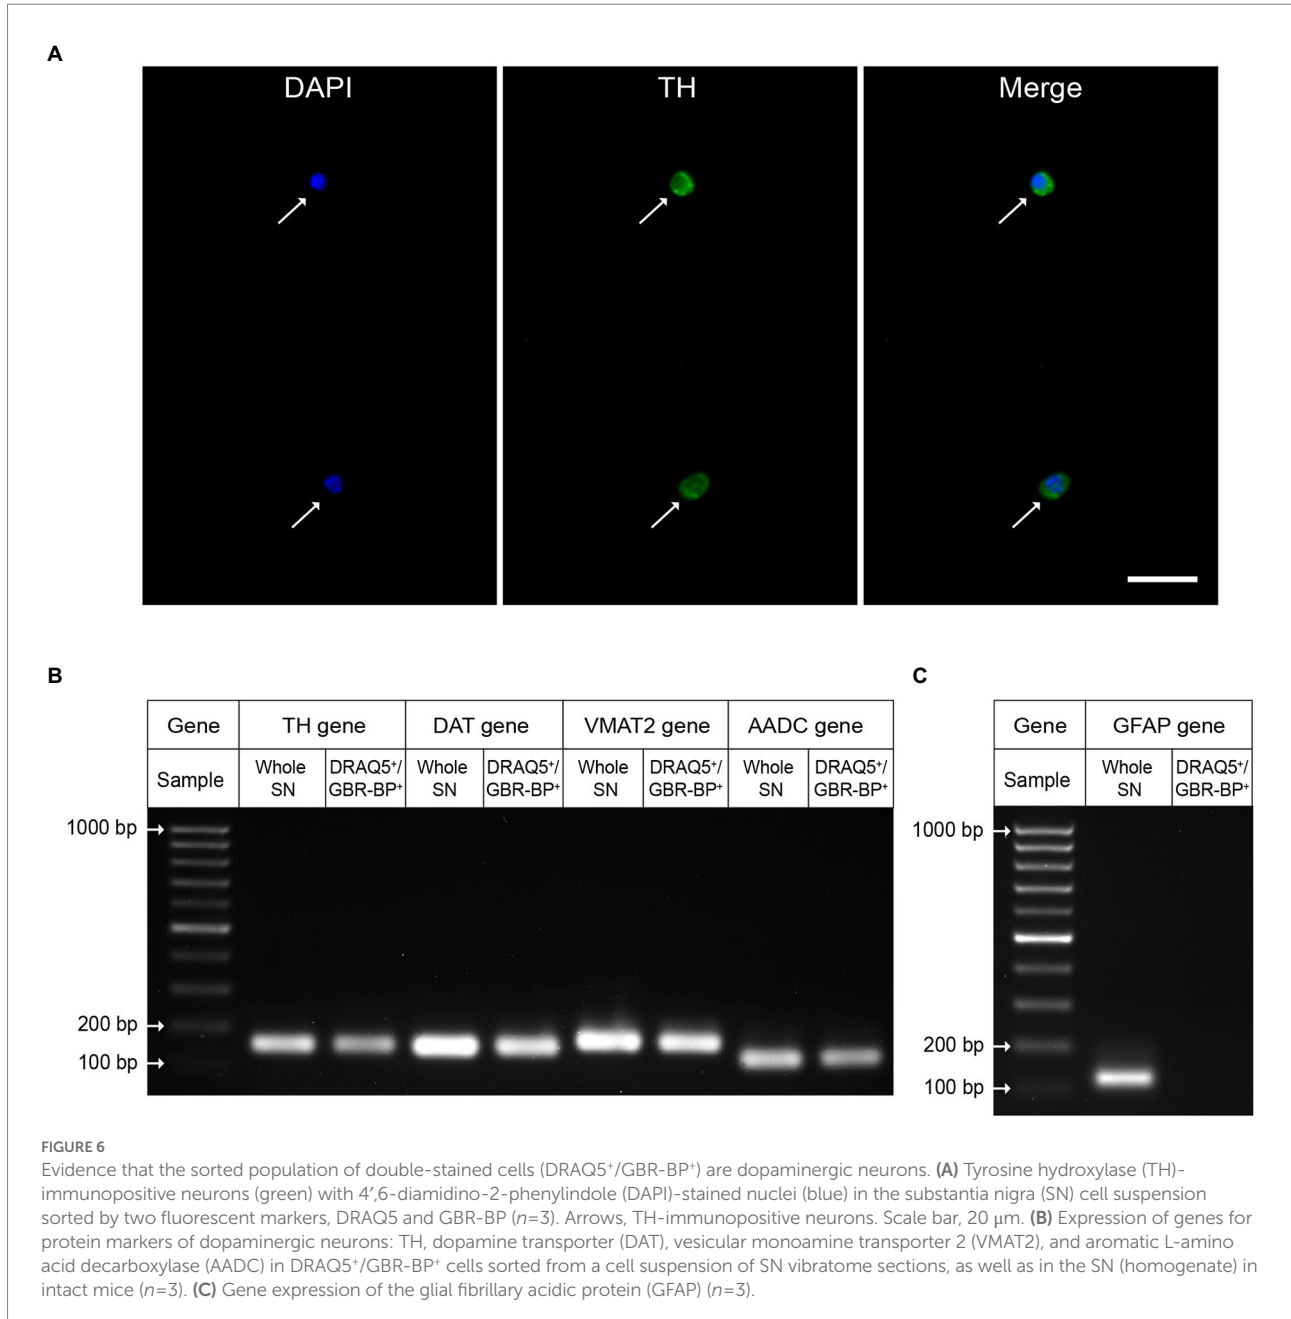 A
DAPI
TH
Merge
B
Gene
TH gene
DAT gene
VMAT2 gene
AADC gene
Sample
Whole SN
DRAQ5⁺/ GBR-BP⁺
Whole SN
DRAQ5⁺/ GBR-BP⁺
Whole SN
DRAQ5⁺/ GBR-BP⁺
Whole SN
DRAQ5⁺/ GBR-BP⁺
1000 bp
200 bp
100 bp
C
Gene
GFAP gene
Sample
Whole SN
DRAQ5⁺/ GBR-BP⁺
1000 bp
200 bp
100 bp
FIGURE 6
Evidence that the sorted population of double-stained cells (DRAQ5⁺/GBR-BP⁺) are dopaminergic neurons. (A) Tyrosine hydroxylase (TH)-
immunopositive neurons (green) with 4′,6-diamidino-2-phenylindole (DAPI)-stained nuclei (blue) in the substantia nigra (SN) cell suspension
sorted by two fluorescent markers, DRAQ5 and GBR-BP (n=3). Arrows, TH-immunopositive neurons. Scale bar, 20 μm. (B) Expression of genes for
protein markers of dopaminergic neurons: TH, dopamine transporter (DAT), vesicular monoamine transporter 2 (VMAT2), and aromatic L-amino
acid decarboxylase (AADC) in DRAQ5⁺/GBR-BP⁺ cells sorted from a cell suspension of SN vibratome sections, as well as in the SN (homogenate) in
intact mice (n=3). (C) Gene expression of the glial fibrillary acidic protein (GFAP) (n=3).